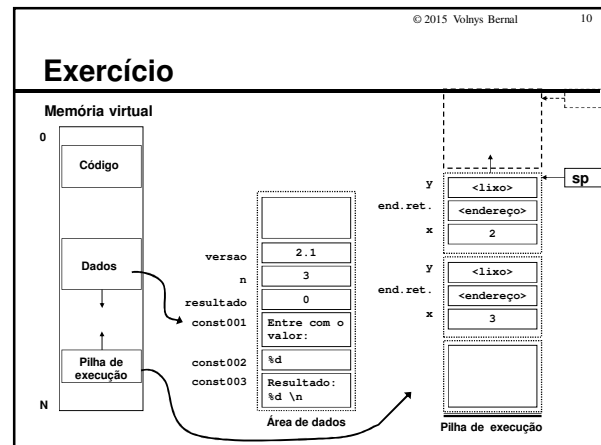 © 2015 Volnys Bernal 10
Exercício
Memória virtual
0
Código
Dados
Pilha de
execução
N
versao 2.1
n 3
resultado 0
const001 Entre com o
valor:
const002 %d
const003 Resultado:
%d \n
Área de dados
y <lixo>
sp
end.ret. <endereço>
x 2
y <lixo>
end.ret. <endereço>
x 3
Pilha de execução